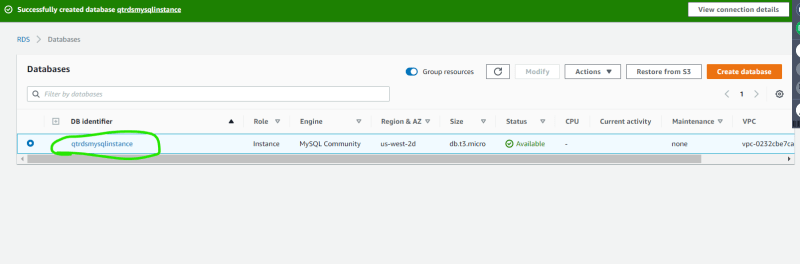 Successfully created database qtrdsmysqlinstance
View connection details
RDS > Databases
Databases
Group resources
Modify
Actions
Restore from S3
Create database
Filter by databases
1
DB identifier Role Engine Region & AZ Size Status CPU Current activity Maintenance VPC
qtrdsmysqlinstance Instance MySQL Community us-west-2d db.t3.micro Available - none vpc-0232cbe7ca